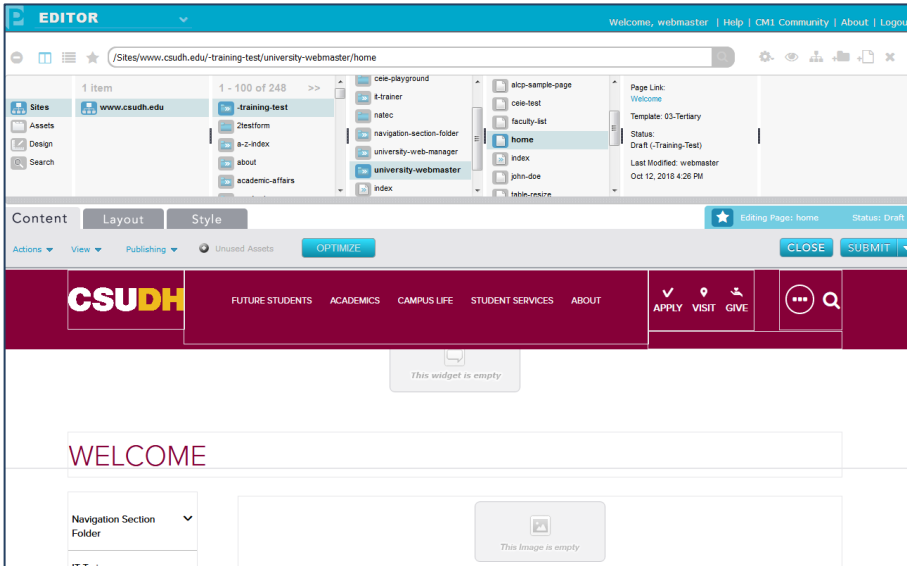 EDITOR
Welcome, webmaster | Help | CM1 Community | About | Logou
/Sites/www.csudh.edu/-training-test/university-webmaster/home
Sites
Assets
Design
Search
1 item
www.csudh.edu
1 - 100 of 248 >>
-training-test
2testform
a-z-index
about
academic-affairs
ceie-playground
it-trainer
natec
navigation-section-folder
university-web-manager
university-webmaster
index
alcp-sample-page
ceie-test
faculty-list
home
index
john-doe
table-resize
Page Link:
Welcome
Template: 03-Tertiary
Status:
Draft (-Training-Test)
Last Modified: webmaster
Oct 12, 2018 4:26 PM
Content Layout Style
Editing Page: home Status: Draft
Actions View Publishing Unused Assets OPTIMIZE CLOSE SUBMIT
CSUDH
FUTURE STUDENTS ACADEMICS CAMPUS LIFE STUDENT SERVICES ABOUT
APPLY VISIT GIVE
This widget is empty
WELCOME
Navigation Section
Folder
This Image is empty